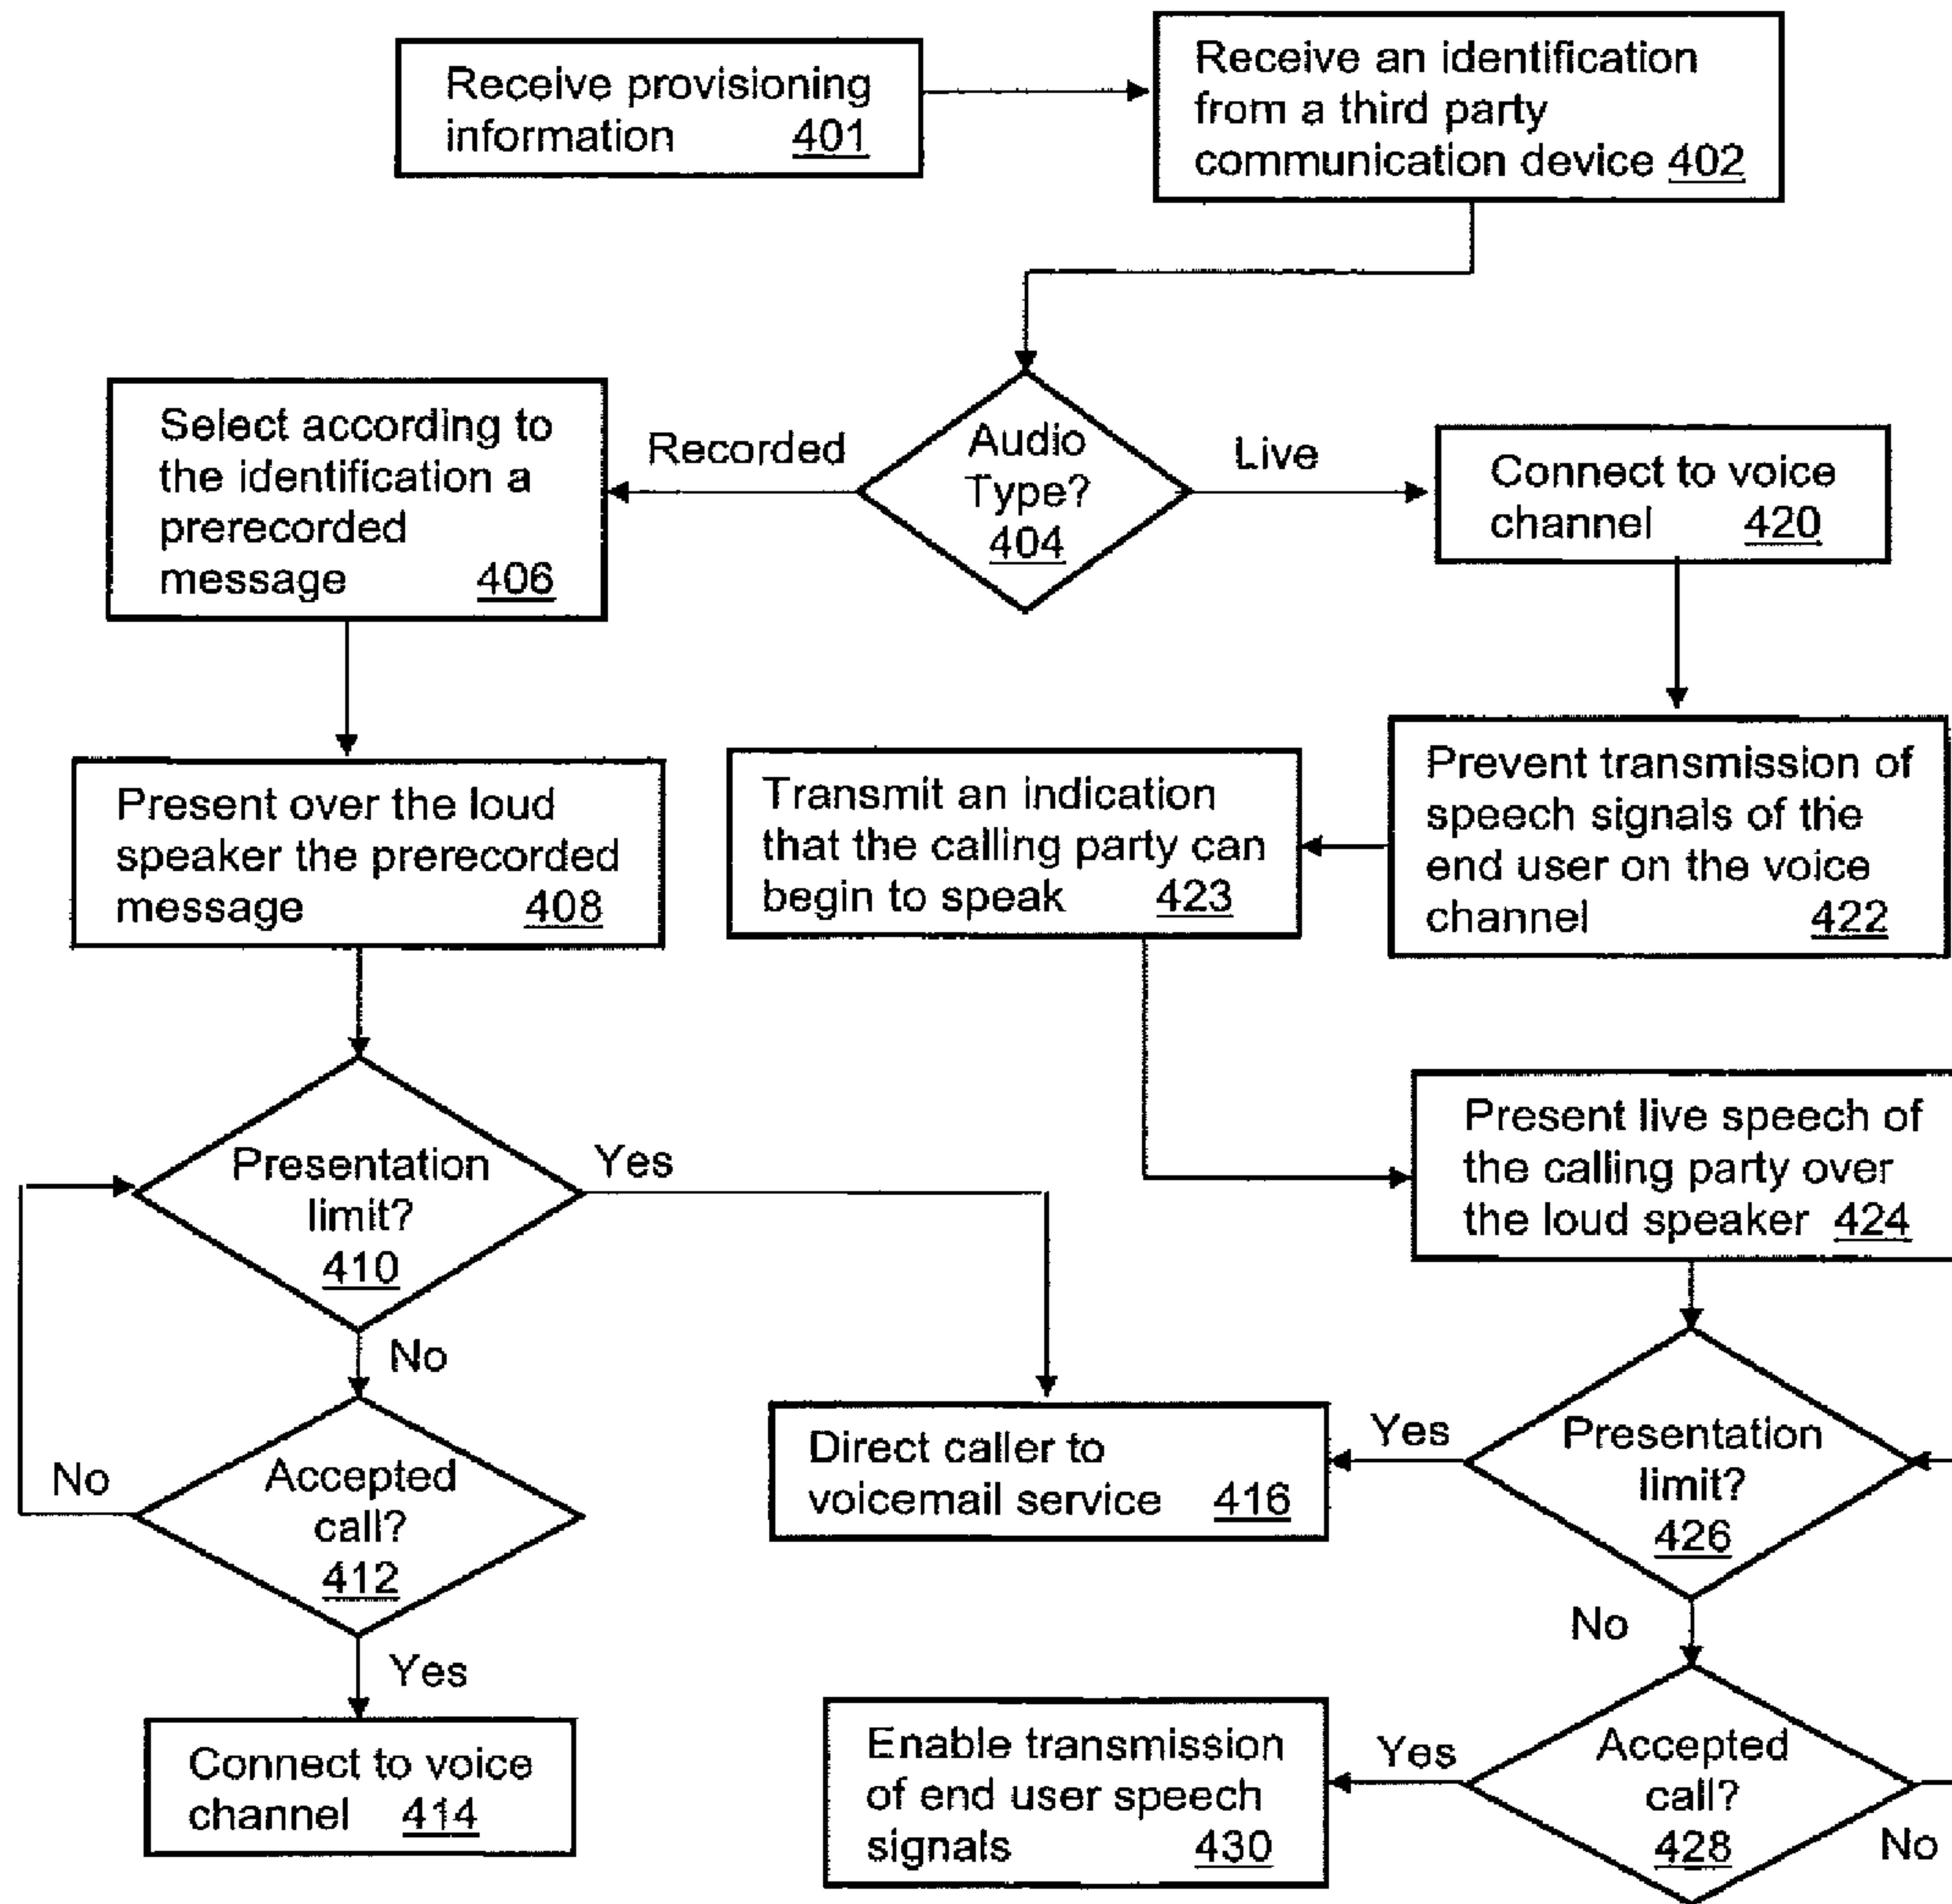 Receive provisioning
information 401
Receive an identification
from a third party
communication device 402
Audio
Type?
404
Recorded
Live
Select according to
the identification a
prerecorded
message 406
Connect to voice
channel 420
Present over the loud
speaker the prerecorded
message 408
Transmit an indication
that the calling party can
begin to speak 423
Prevent transmission of
speech signals of the
end user on the voice
channel 422
Presentation
limit?
410
Yes
No
Present live speech of
the calling party over
the loud speaker 424
Accepted
call?
412
No
Yes
Direct caller to
voicemail service 416
Yes
Presentation
limit?
426
No
Connect to voice
channel 414
Enable transmission
of end user speech
signals 430
Yes
Accepted
call?
428
No